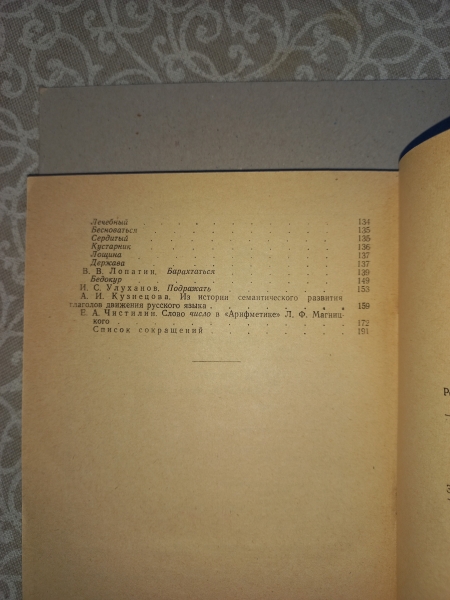 Лечебный . . . . . . . . 134
Бесноваться . . . . . . . . 135
Сердитый . . . . . . . . 135
Кустарник . . . . . . . . 136
Лощина . . . . . . . . 137
Держава . . . . . . . . 137
В. В. Лопатин. Барахтаться . . . . . . 139
Бедокур . . . . . . . . 149
И. С. Улуханов. Подражать . . . . . . 153
А. И. Кузнецова. Из истории семантического развития
глаголов движения русского языка . . . . . 159
Е. А. Чистилин. Слово число в «Арифметике» Л. Ф. Магниц-
кого . . . . . . . . 172
Список сокращений . . . . . . 191